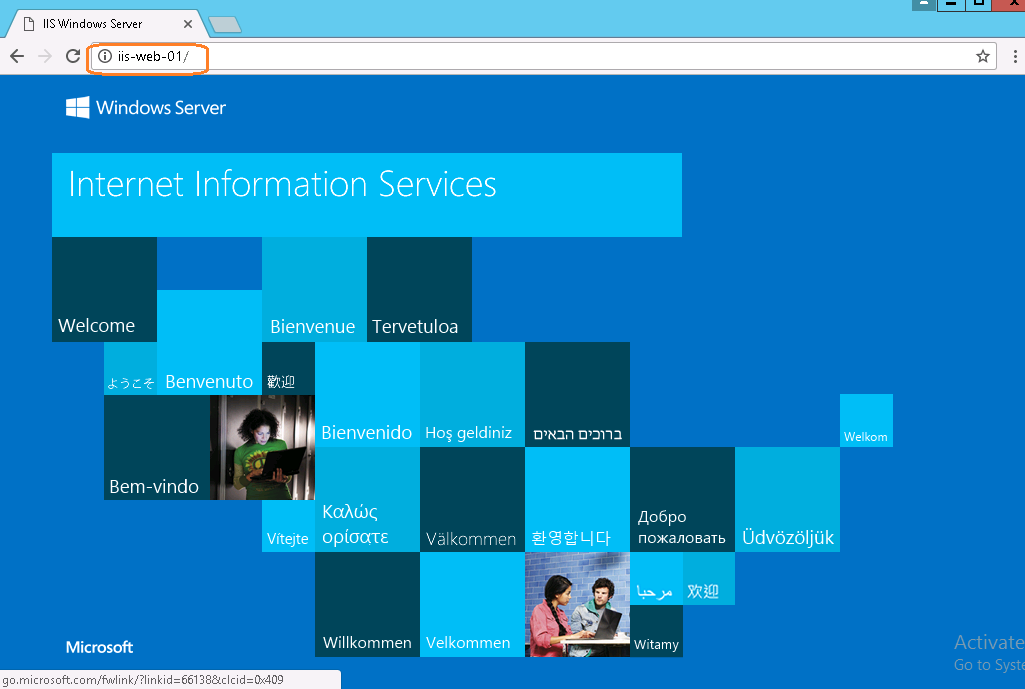 IIS Windows Server
iis-web-01/
Windows Server
Internet Information Services
Welcome
Bienvenue
Tervetuloa
ようこそ
Benvenuto
歡迎
Bienvenido
Hoş geldiniz
ברוכים הבאים
Welkom
Bem-vindo
Vítejte
Καλώς
ορίσατε
Välkommen
환영합니다
Добро
пожаловать
Üdvözöljük
Willkommen
Velkommen
مرحبا
欢迎
Witamy
Microsoft
Activate
Go to Syste
go.microsoft.com/fwlink/?linkid=66138&clcid=0x409